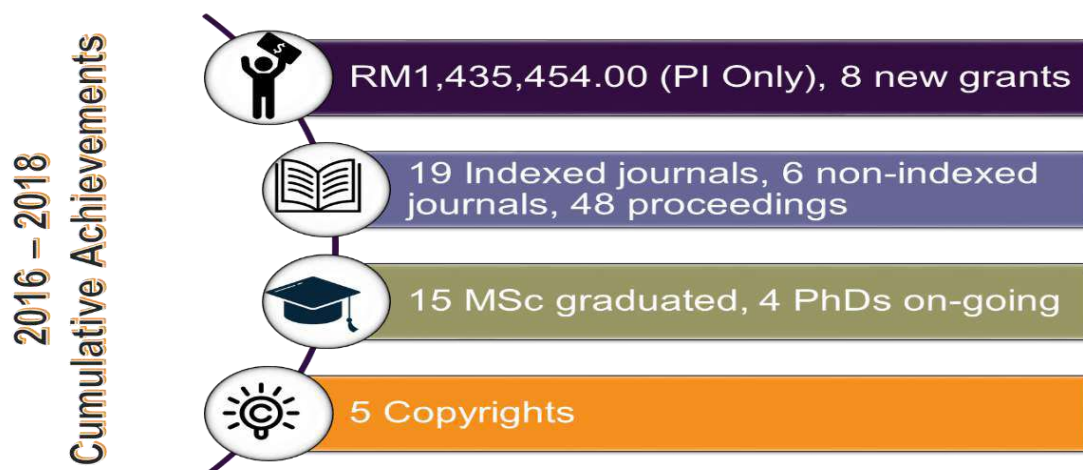 2016 – 2018
Cumulative Achievements
$
RM1,435,454.00 (PI Only), 8 new grants
19 Indexed journals, 6 non-indexed
journals, 48 proceedings
15 MSc graduated, 4 PhDs on-going
C
5 Copyrights